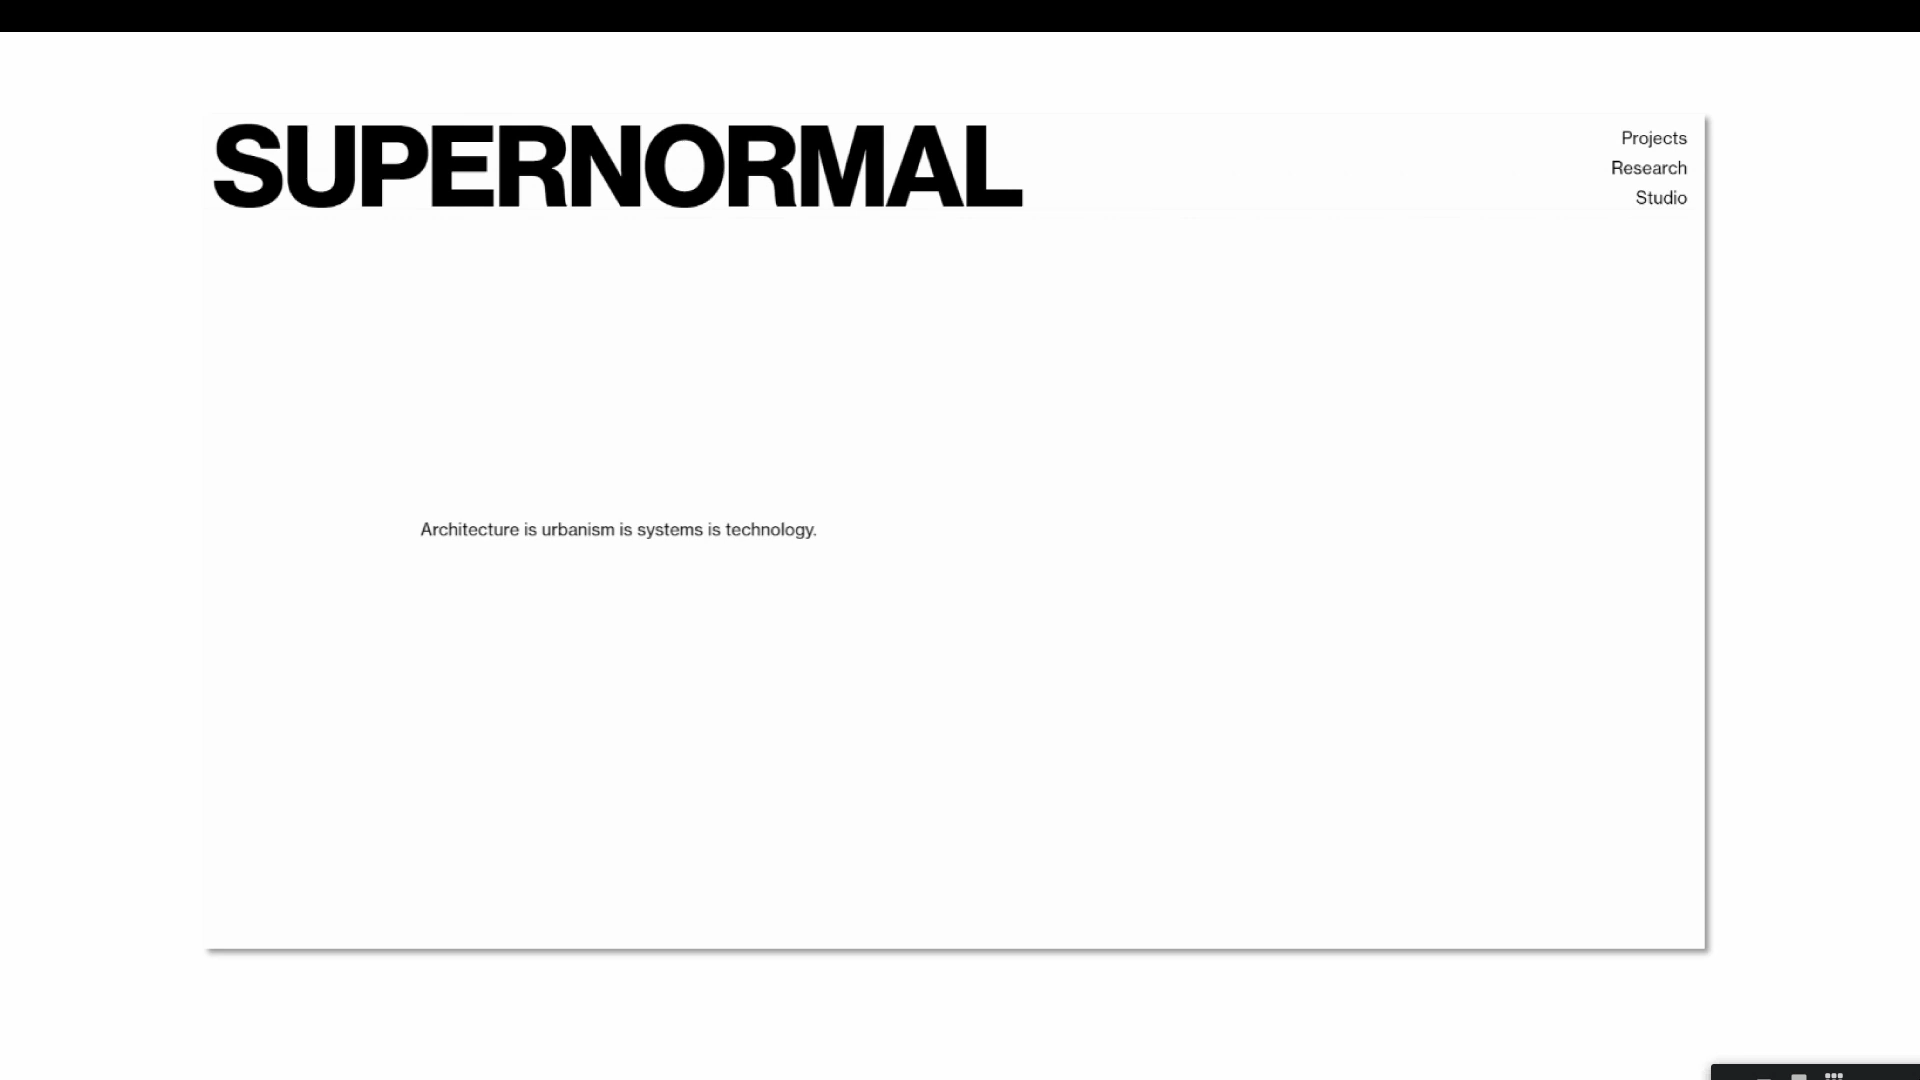 SUPERNORMAL
Projects
Research
Studio
Architecture is urbanism is systems is technology.